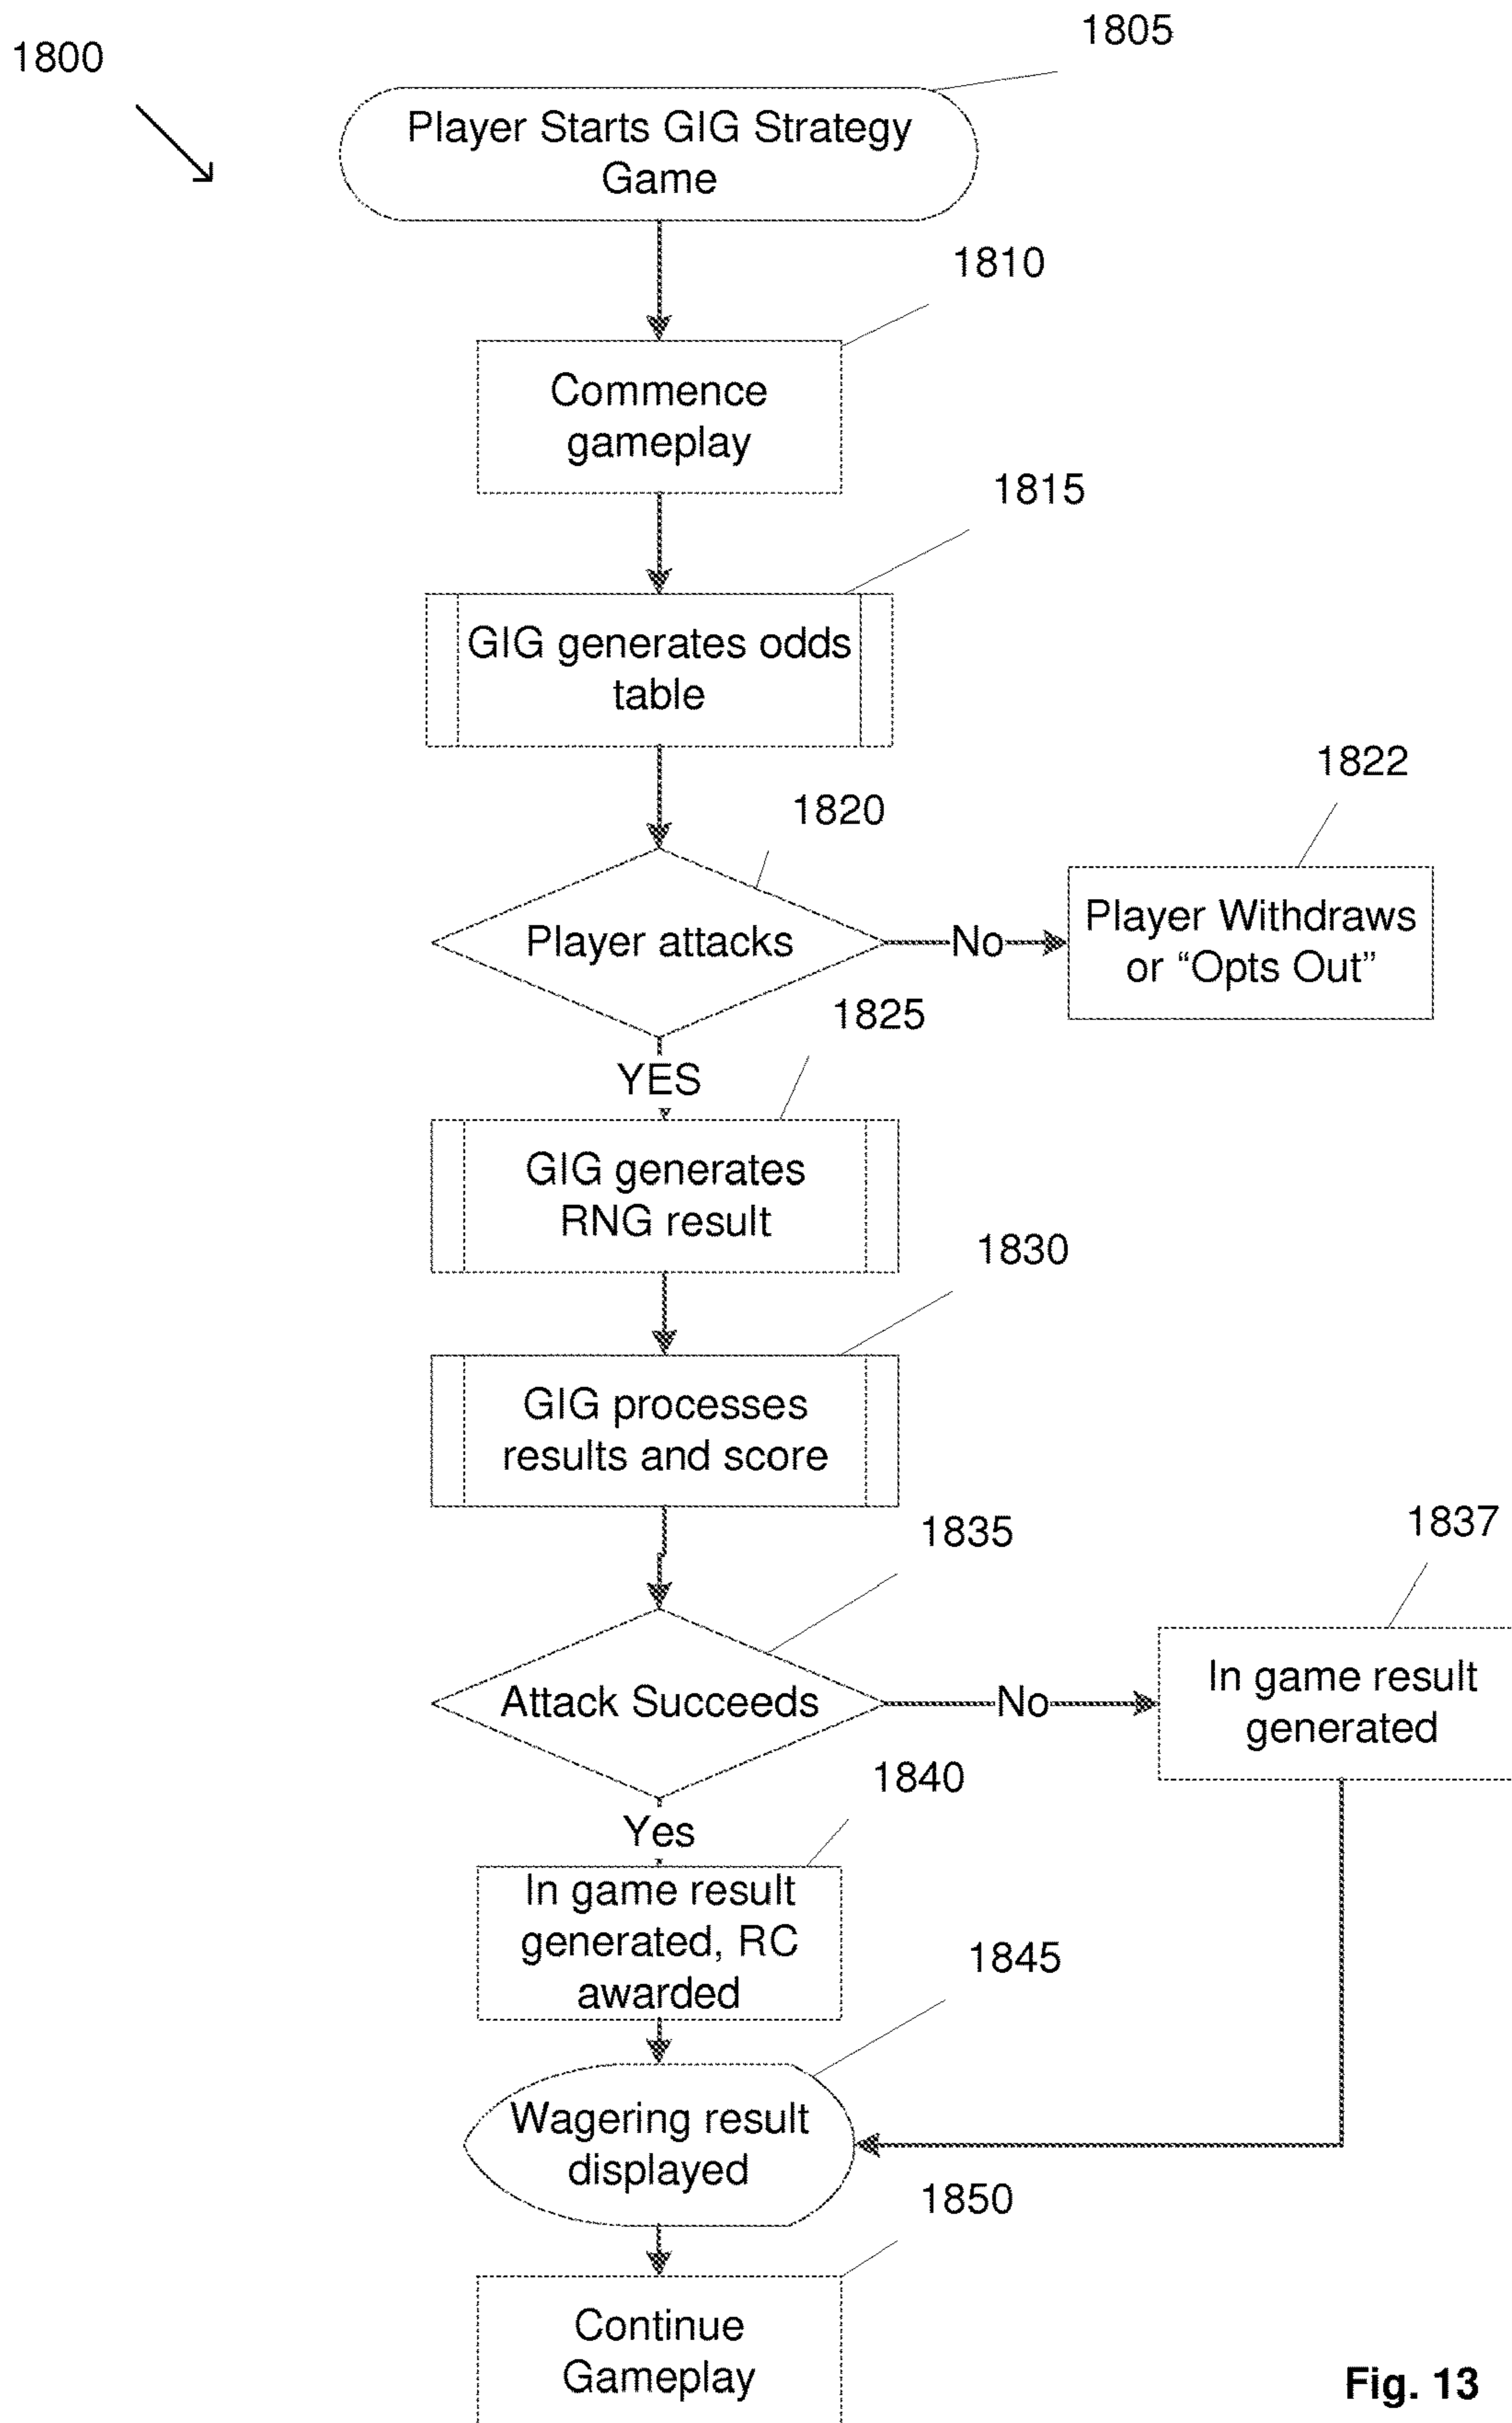 1800
1805
Player Starts GIG Strategy
Game
1810
Commence
gameplay
1815
GIG generates odds
table
1820
1822
Player attacks
No
Player Withdraws
or “Opts Out”
1825
YES
GIG generates
RNG result
1830
GIG processes
results and score
1835
1837
Attack Succeeds
No
In game result
generated
1840
Yes
In game result
generated, RC
awarded
1845
Wagering result
displayed
1850
Continue
Gameplay
Fig. 13